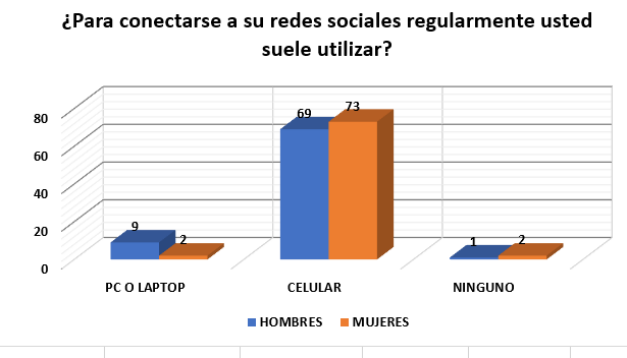 ¿Para conectarse a su redes sociales regularmente usted
suele utilizar?
80
60
40
20
0
9
2
69
73
1
2
PC O LAPTOP
CELULAR
NINGUNO
HOMBRES
MUJERES